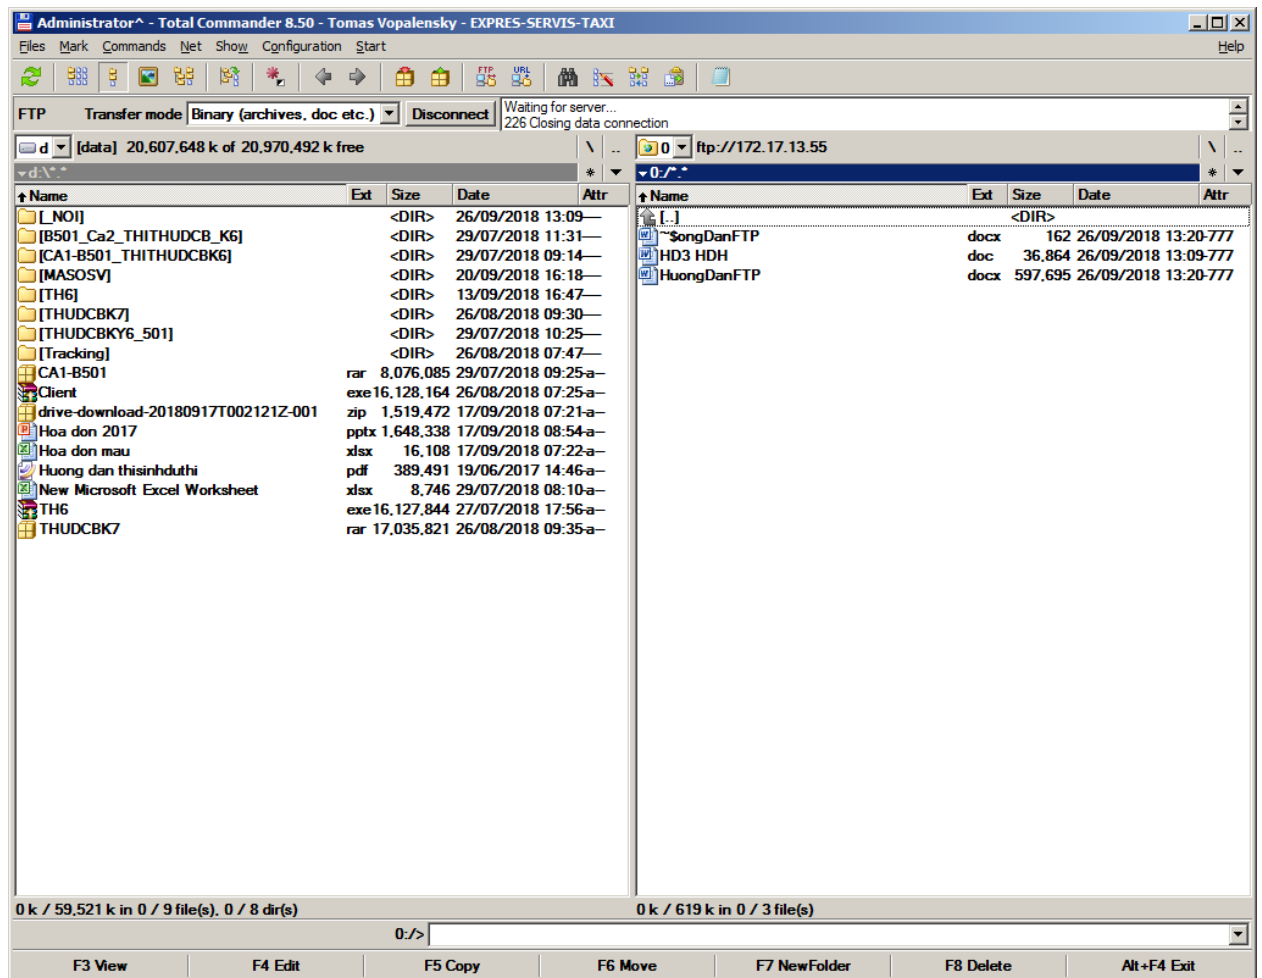 Administrator^ - Total Commander 8.50 - Tomas Vopalensky - EXPRES-SERVIS-TAXI
Files Mark Commands Net Show Configuration Start Help
FTP URL
FTP Transfer mode Binary (archives, doc etc.) Disconnect Waiting for server...
226 Closing data connection
d [data] 20,607,648 k of 20,970,492 k free \ ..
d:\*.* * 
Name Ext Size Date Attr
[_NOI] <DIR> 26/09/2018 13:09----
[B501_Ca2_THITHUDCB_K6] <DIR> 29/07/2018 11:31----
[CA1-B501_THITHUDCBK6] <DIR> 29/07/2018 09:14----
[MASOSV] <DIR> 20/09/2018 16:18----
[TH6] <DIR> 13/09/2018 16:47----
[THUDCBK7] <DIR> 26/08/2018 09:30----
[THUDCBKY6_501] <DIR> 29/07/2018 10:25----
[Tracking] <DIR> 26/08/2018 07:47----
CA1-B501 rar 8,076,085 29/07/2018 09:25-a--
Client exe 16,128,164 26/08/2018 07:25-a--
drive-download-20180917T002121Z-001 zip 1,519,472 17/09/2018 07:21-a--
Hoa don 2017 pptx 1,648,338 17/09/2018 08:54-a--
Hoa don mau xlsx 16,108 17/09/2018 07:22-a--
Huong dan thisinhduthi pdf 389,491 19/06/2017 14:46-a--
New Microsoft Excel Worksheet xlsx 8,746 29/07/2018 08:10-a--
TH6 exe 16,127,844 27/07/2018 17:56-a--
THUDCBK7 rar 17,035,821 26/08/2018 09:35-a--
0 k / 59,521 k in 0 / 9 file(s), 0 / 8 dir(s)
0 ftp://172.17.13.55 \ ..
0:/*.* *
Name Ext Size Date Attr
[..] <DIR>
~$ongDanFTP docx 162 26/09/2018 13:20-777
HD3 HDH doc 36,864 26/09/2018 13:09-777
HuongDanFTP docx 597,695 26/09/2018 13:20-777
0 k / 619 k in 0 / 3 file(s)
0:/>
F3 View F4 Edit F5 Copy F6 Move F7 NewFolder F8 Delete Alt+F4 Exit